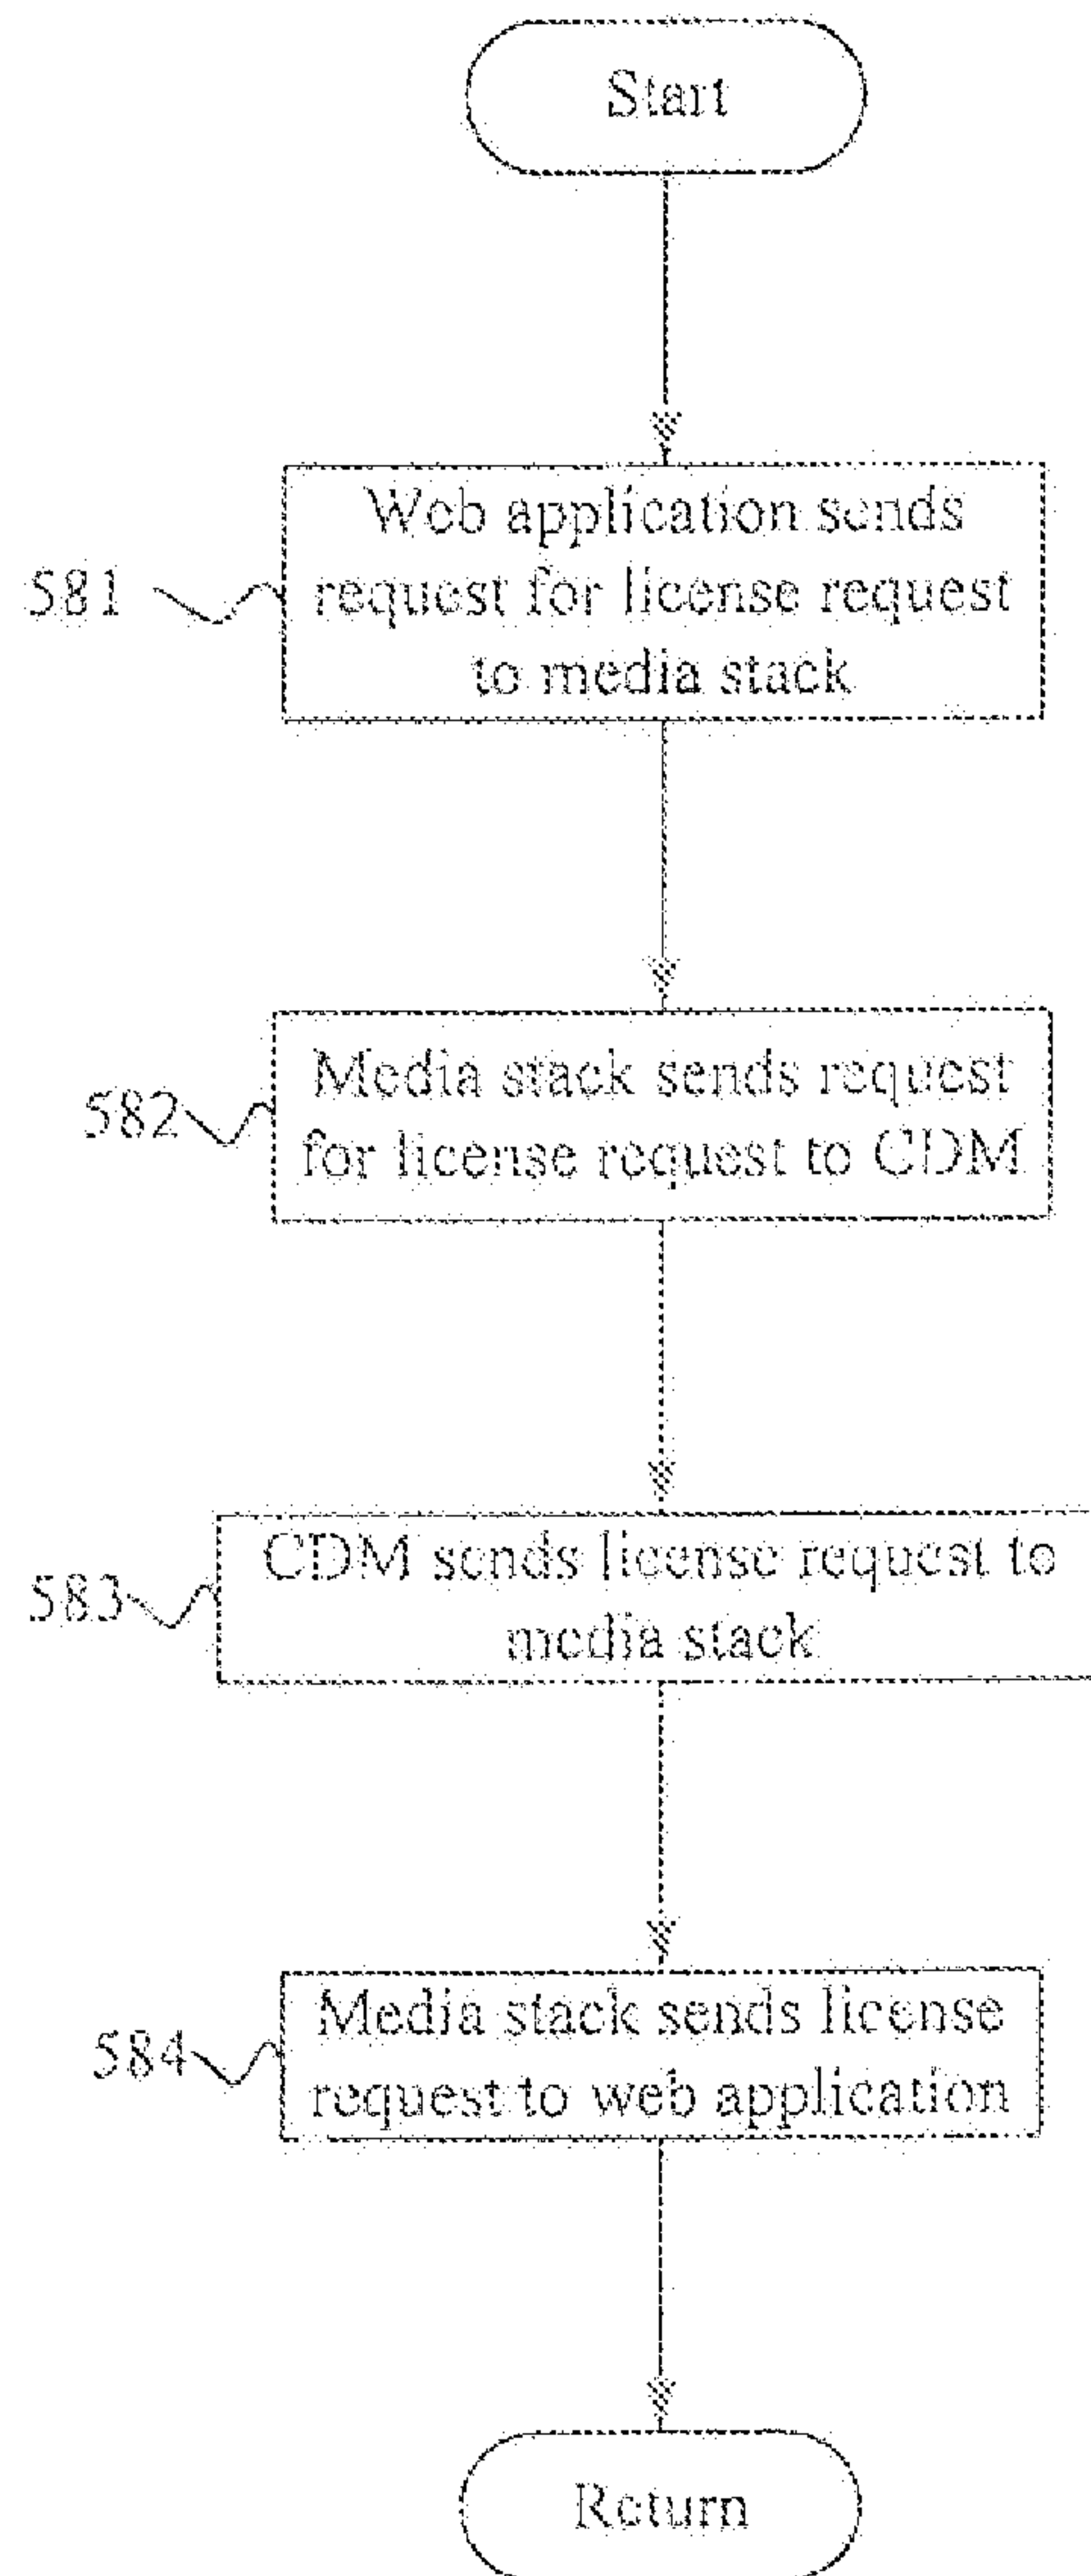 Start
Web application sends
581
request for license request
to media stack
Media stack sends request
582
for license request to CDM
CDM sends license request to
583
media stack
Media stack sends license
584
request to web application
Return